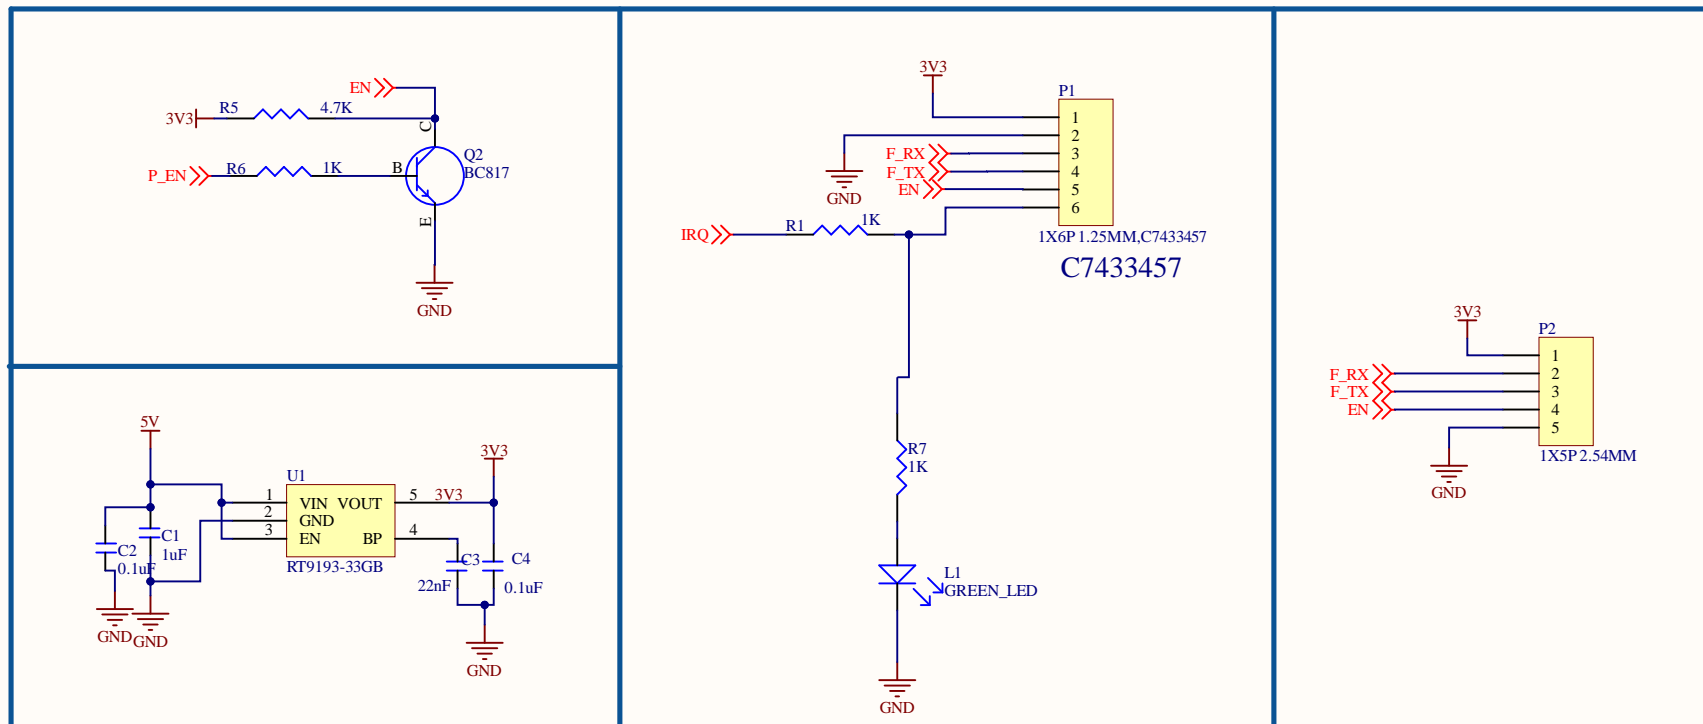 EN
R5
4.7K
3V3
C
Q2
BC817
P_EN
R6
1K
B
E
GND
5V
3V3
U1
1
VIN
VOUT
5
3V3
2
GND
3
EN
BP
4
RT9193-33GB
C1
1uF
C2
0.1uF
C3
22nF
C4
0.1uF
GND
GND
GND
3V3
P1
1
2
3
4
5
6
F_RX
F_TX
EN
GND
IRQ
R1
1K
1X6P 1.25MM,C7433457
C7433457
R7
1K
L1
GREEN_LED
GND
3V3
P2
1
2
3
4
5
F_RX
F_TX
EN
1X5P 2.54MM
GND